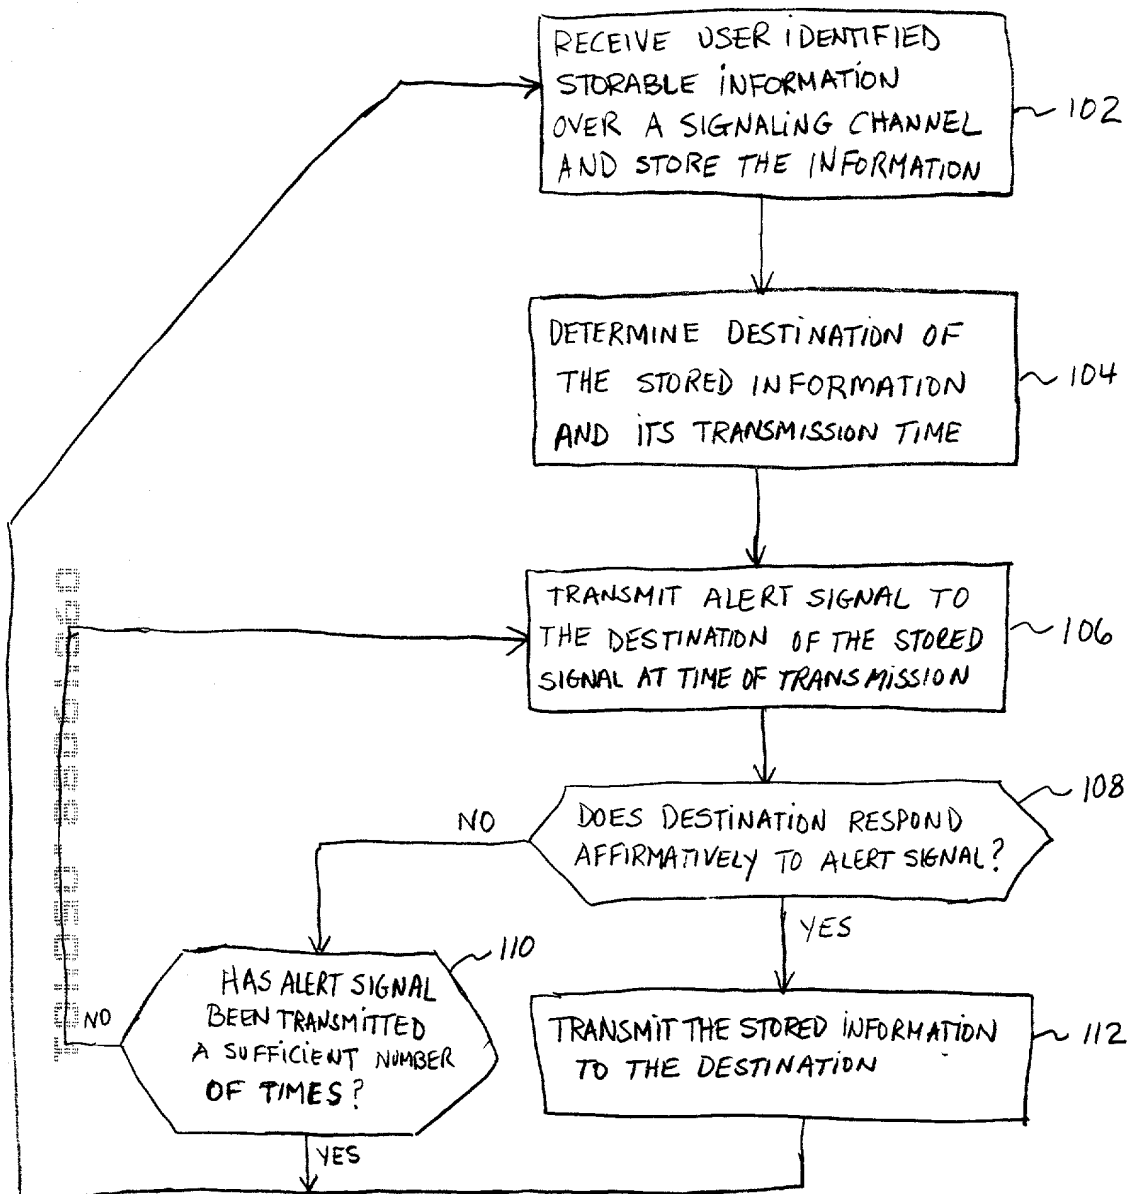 RECEIVE USER IDENTIFIED
STORABLE INFORMATION
OVER A SIGNALING CHANNEL
AND STORE THE INFORMATION
102
DETERMINE DESTINATION OF
THE STORED INFORMATION
AND ITS TRANSMISSION TIME
104
TRANSMIT ALERT SIGNAL TO
THE DESTINATION OF THE STORED
SIGNAL AT TIME OF TRANSMISSION
106
DOES DESTINATION RESPOND
AFFIRMATIVELY TO ALERT SIGNAL?
108
NO
YES
HAS ALERT SIGNAL
BEEN TRANSMITTED
A SUFFICIENT NUMBER
OF TIMES?
110
NO
YES
TRANSMIT THE STORED INFORMATION
TO THE DESTINATION
112